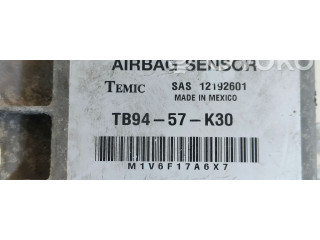 AIRBAG SENSOR
TEMIC SAS 12192601
MADE IN MEXICO
TB94-57-K30
M1V6F17A6X7